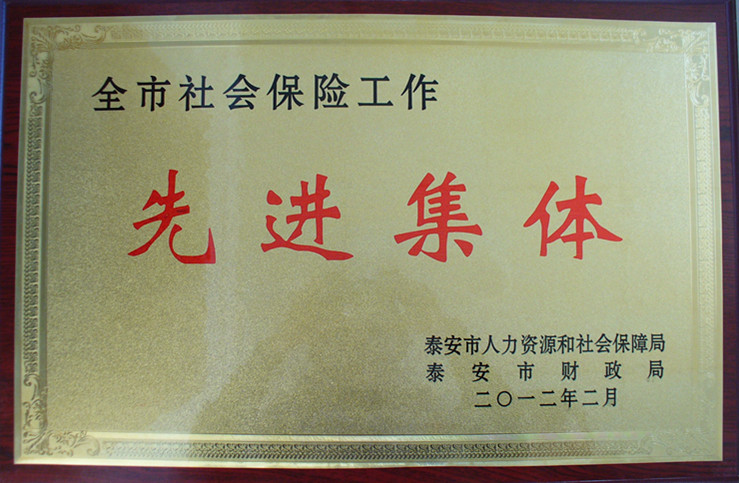 全市社会保险工作
先进集体
泰安市人力资源和社会保障局
泰安市财政局
二〇一二年二月